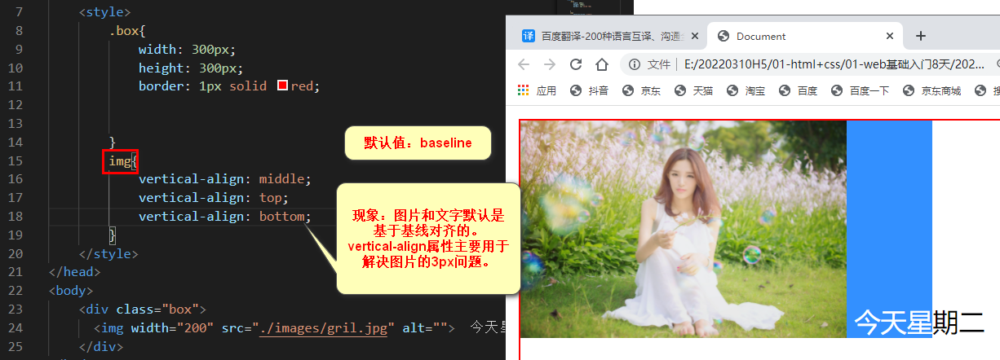 7 <style>
8 .box{
9 width: 300px;
10 height: 300px;
11 border: 1px solid red;
12
13
14 }
15 img{
16 vertical-align: middle;
17 vertical-align: top;
18 vertical-align: bottom;
19 }
20 </style>
21 </head>
22 <body>
23 <div class="box">
24 <img width="200" src="./images/gril.jpg" alt=""> 今天星
25 </div>
默认值：baseline
现象：图片和文字默认是
基于基线对齐的。
vertical-align属性主要用于
解决图片的3px问题。
百度翻译-200种语言互译、沟通
Document
文件 E:/20220310H5/01-html+css/01-web基础入门8天/202...
应用 抖音 京东 天猫 淘宝 百度 百度一下 京东商城
今天星期二